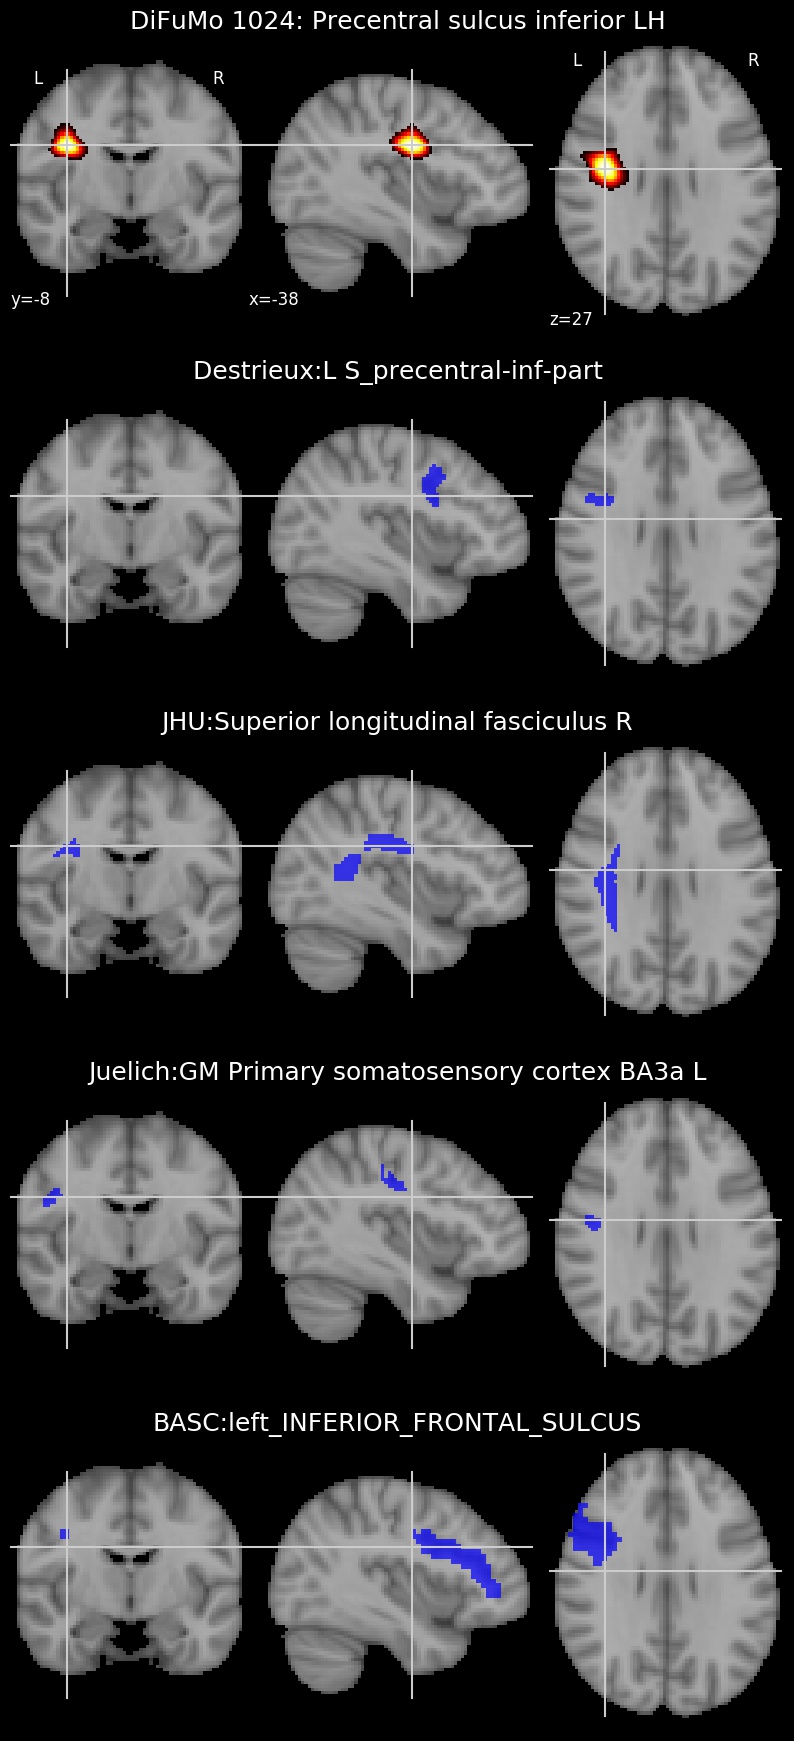 DiFuMo 1024: Precentral sulcus inferior LH
L R L R
y=-8 x=-38 z=27
Destrieux:L S_precentral-inf-part
JHU:Superior longitudinal fasciculus R
Juelich:GM Primary somatosensory cortex BA3a L
BASC:left_INFERIOR_FRONTAL_SULCUS